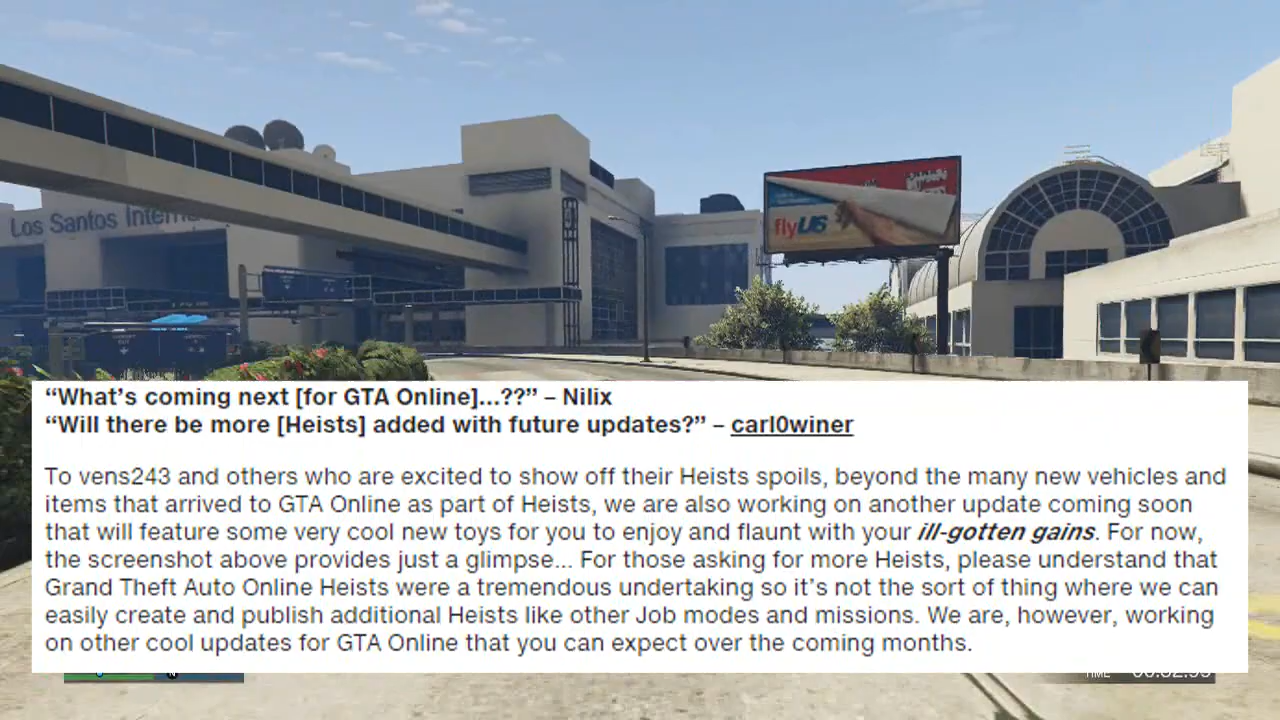 Los Santos Interna
flyUS
“What’s coming next [for GTA Online]...??” – Nilix
“Will there be more [Heists] added with future updates?” – carl0winer
To vens243 and others who are excited to show off their Heists spoils, beyond the many new vehicles and
items that arrived to GTA Online as part of Heists, we are also working on another update coming soon
that will feature some very cool new toys for you to enjoy and flaunt with your ill-gotten gains. For now,
the screenshot above provides just a glimpse... For those asking for more Heists, please understand that
Grand Theft Auto Online Heists were a tremendous undertaking so it’s not the sort of thing where we can
easily create and publish additional Heists like other Job modes and missions. We are, however, working
on other cool updates for GTA Online that you can expect over the coming months.
N
TIME